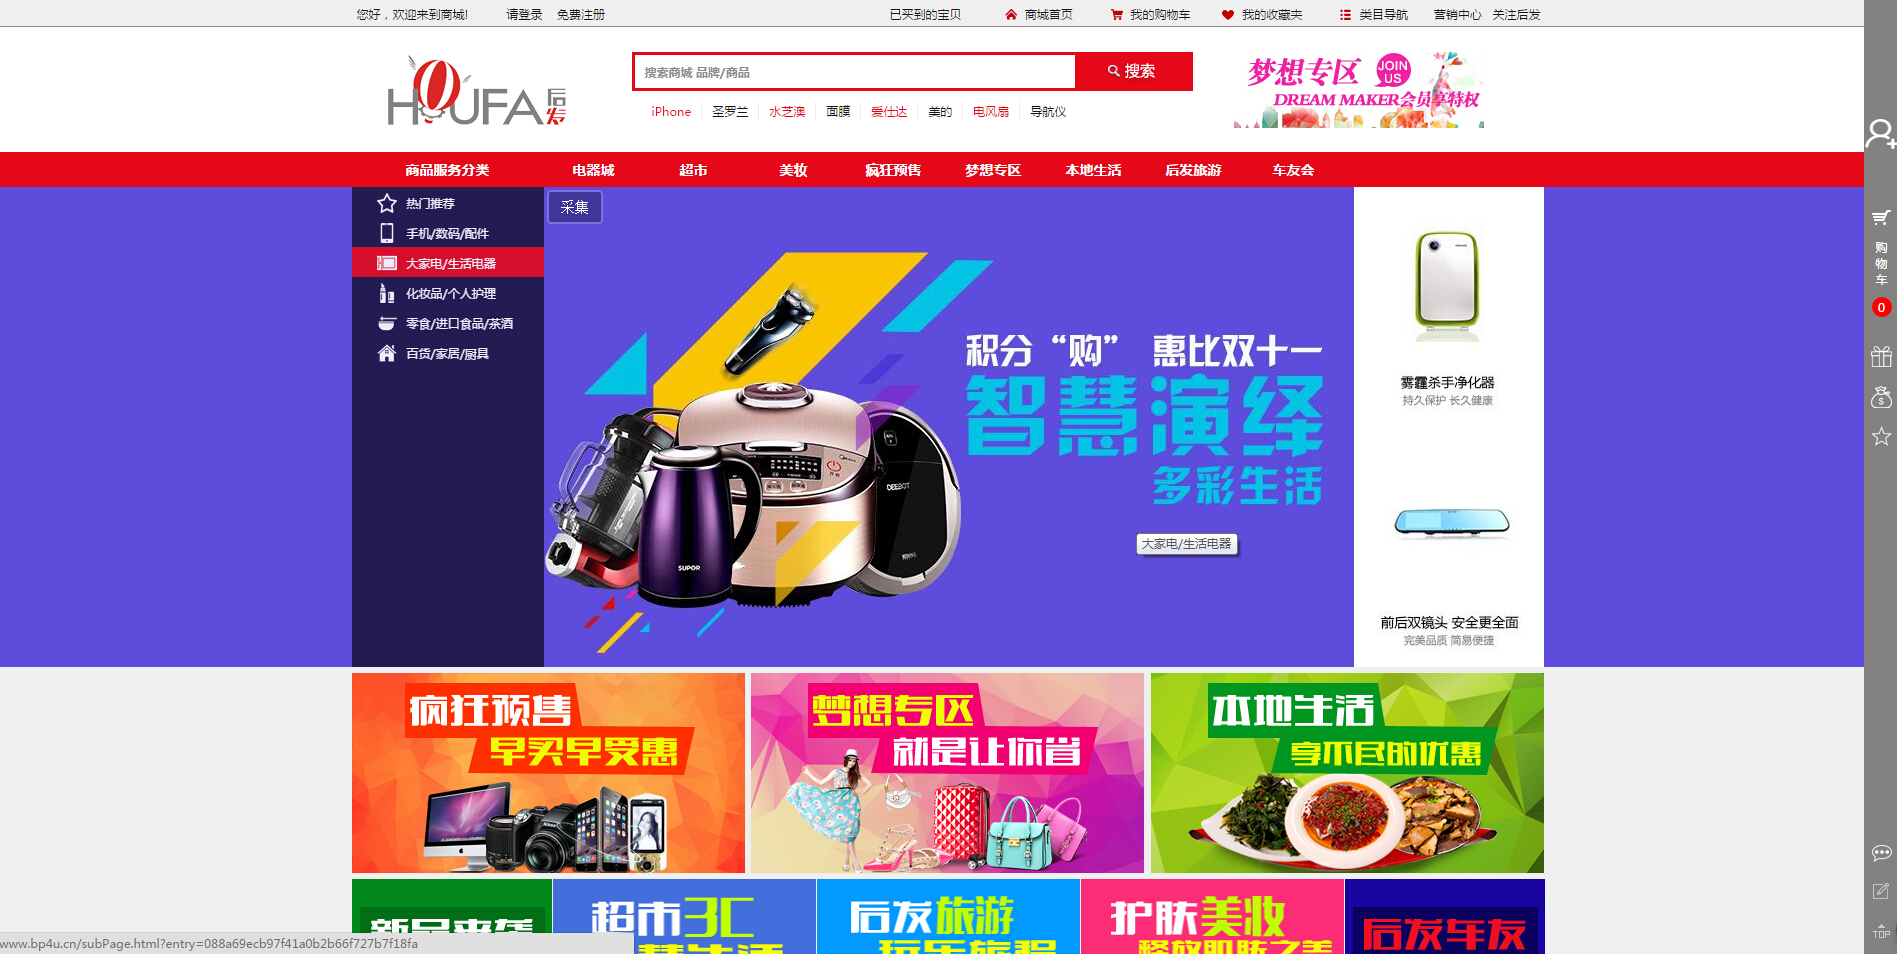 您好，欢迎来到商城! 请登录 免费注册 已买到的宝贝 商城首页 我的购物车 我的收藏夹 类目导航 营销中心 关注后发
HOUFA后发
搜索商城 品牌/商品 搜索
iPhone 圣罗兰 水芝澳 面膜 爱仕达 美的 电风扇 导航仪
梦想专区 JOIN US
DREAM MAKER会员享特权
商品服务分类 电器城 超市 美妆 疯狂预售 梦想专区 本地生活 后发旅游 车友会
热门推荐
手机/数码/配件
大家电/生活电器
化妆品/个人护理
零食/进口食品/茶酒
百货/家居/厨具
采集
积分“购” 惠比双十一
智慧演绎
多彩生活
大家电/生活电器
SUPOR
DEEBOT
雾霾杀手净化器
持久保护 长久健康
前后双镜头 安全更全面
完美品质 简易便捷
购物车
0
疯狂预售
早买早受惠
梦想专区
就是让你省
本地生活
享不尽的优惠
新品来袭
超市3C
慧生活
后发旅游
玩乐旅程
护肤美妆
释放肌肤之美
后发车友
TOP
www.bp4u.cn/subPage.html?entry=088a69ecb97f41a0b2b66f727b7f18fa